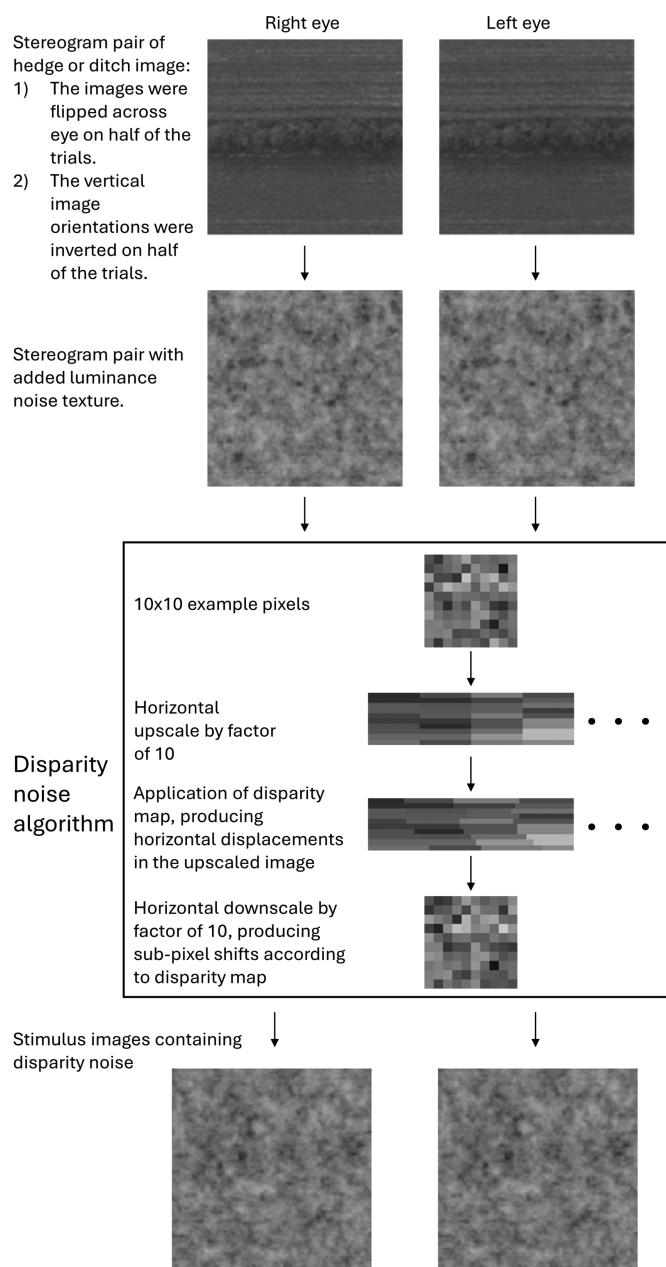 Right eye
Left eye
Stereogram pair of
hedge or ditch image:
1) The images were
flipped across
eye on half of the
trials.
2) The vertical
image
orientations were
inverted on half
of the trials.
Stereogram pair with
added luminance
noise texture.
Disparity
noise
algorithm
10x10 example pixels
Horizontal
upscale by factor
of 10
Application of disparity
map, producing
horizontal displacements
in the upscaled image
Horizontal downscale by
factor of 10, producing
sub-pixel shifts according
to disparity map
Stimulus images containing
disparity noise